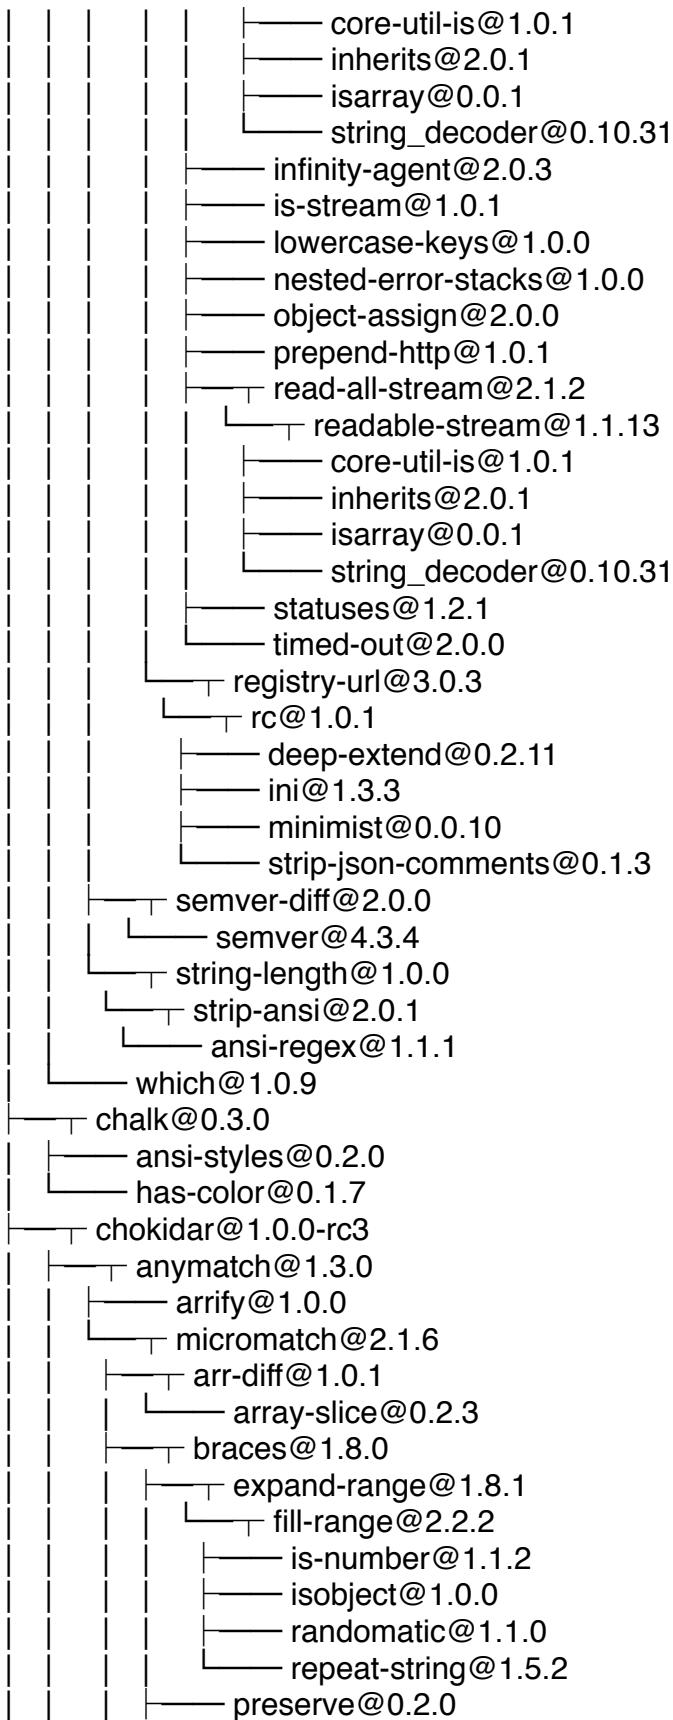 core-util-is@1.0.1
inherits@2.0.1
isarray@0.0.1
string_decoder@0.10.31
infinity-agent@2.0.3
is-stream@1.0.1
lowercase-keys@1.0.0
nested-error-stacks@1.0.0
object-assign@2.0.0
prepend-http@1.0.1
read-all-stream@2.1.2
readable-stream@1.1.13
core-util-is@1.0.1
inherits@2.0.1
isarray@0.0.1
string_decoder@0.10.31
statuses@1.2.1
timed-out@2.0.0
registry-url@3.0.3
rc@1.0.1
deep-extend@0.2.11
ini@1.3.3
minimist@0.0.10
strip-json-comments@0.1.3
semver-diff@2.0.0
semver@4.3.4
string-length@1.0.0
strip-ansi@2.0.1
ansi-regex@1.1.1
which@1.0.9
chalk@0.3.0
ansi-styles@0.2.0
has-color@0.1.7
chokidar@1.0.0-rc3
anymatch@1.3.0
arrify@1.0.0
micromatch@2.1.6
arr-diff@1.0.1
array-slice@0.2.3
braces@1.8.0
expand-range@1.8.1
fill-range@2.2.2
is-number@1.1.2
isobject@1.0.0
randomatic@1.1.0
repeat-string@1.5.2
preserve@0.2.0